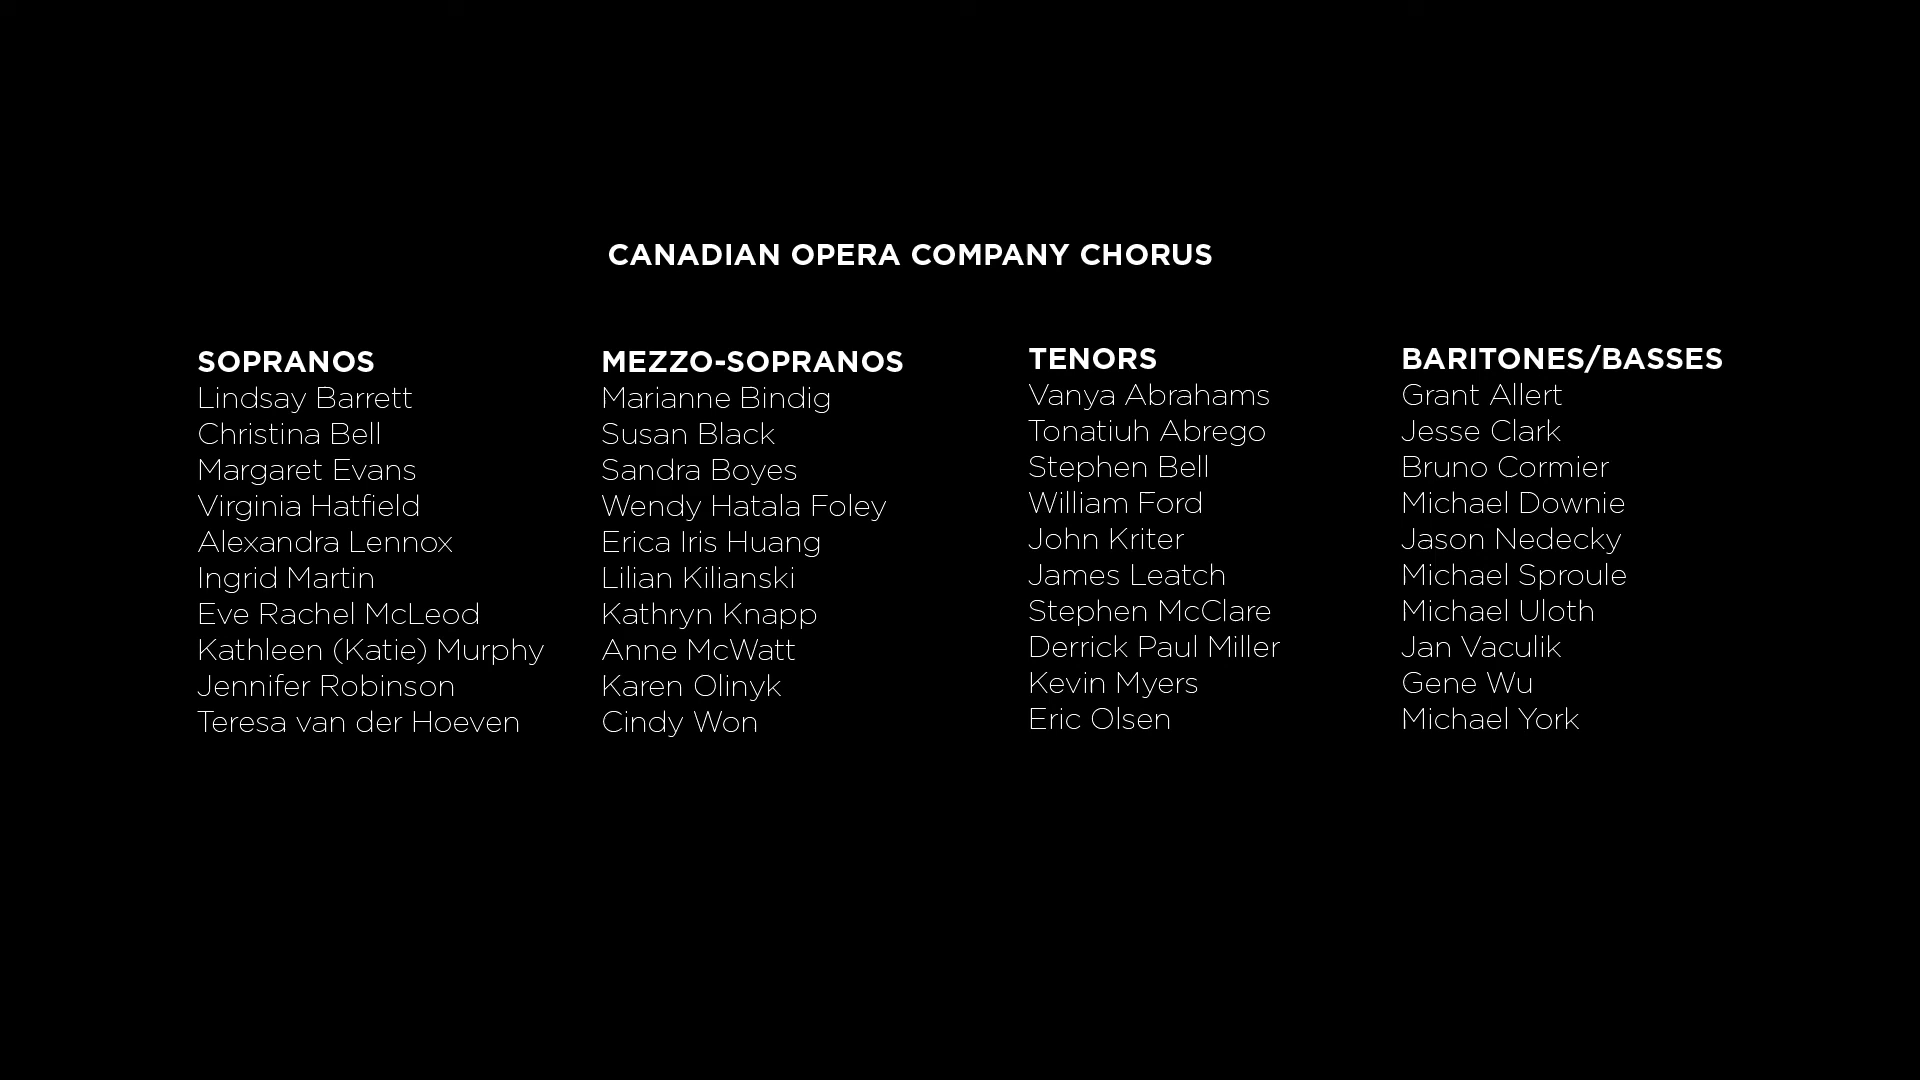 CANADIAN OPERA COMPANY CHORUS
SOPRANOS
Lindsay Barrett
Christina Bell
Margaret Evans
Virginia Hatfield
Alexandra Lennox
Ingrid Martin
Eve Rachel McLeod
Kathleen (Katie) Murphy
Jennifer Robinson
Teresa van der Hoeven
MEZZO-SOPRANOS
Marianne Bindig
Susan Black
Sandra Boyes
Wendy Hatala Foley
Erica Iris Huang
Lilian Kilianski
Kathryn Knapp
Anne McWatt
Karen Olinyk
Cindy Won
TENORS
Vanya Abrahams
Tonatiuh Abrego
Stephen Bell
William Ford
John Kriter
James Leatch
Stephen McClare
Derrick Paul Miller
Kevin Myers
Eric Olsen
BARITONES/BASSES
Grant Allert
Jesse Clark
Bruno Cormier
Michael Downie
Jason Nedecky
Michael Sproule
Michael Uloth
Jan Vaculik
Gene Wu
Michael York